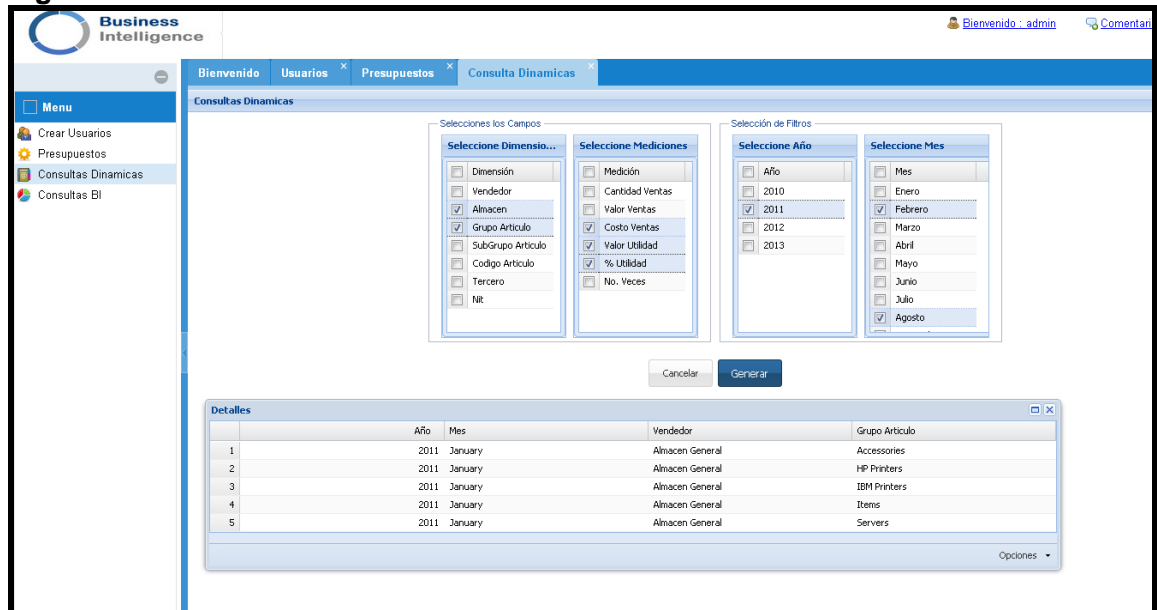 Business
Intelligence
Bienvenido : admin
Comentari
Bienvenido
Usuarios
Presupuestos
Consulta Dinamicas
Menu
Crear Usuarios
Presupuestos
Consultas Dinamicas
Consultas BI
Consultas Dinamicas
Selecciones los Campos
Seleccione Dimensio...
Dimensión
Vendedor
Almacen
Grupo Articulo
SubGrupo Articulo
Codigo Articulo
Tercero
Nit
Seleccione Mediciones
Medición
Cantidad Ventas
Valor Ventas
Costo Ventas
Valor Utilidad
% Utilidad
No. Veces
Selección de Filtros
Seleccione Año
Año
2010
2011
2012
2013
Seleccione Mes
Mes
Enero
Febrero
Marzo
Abril
Mayo
Junio
Julio
Agosto
Cancelar
Generar
Detalles
Año Mes Vendedor Grupo Articulo
1 2011 January Almacen General Accessories
2 2011 January Almacen General HP Printers
3 2011 January Almacen General IBM Printers
4 2011 January Almacen General Items
5 2011 January Almacen General Servers
Opciones